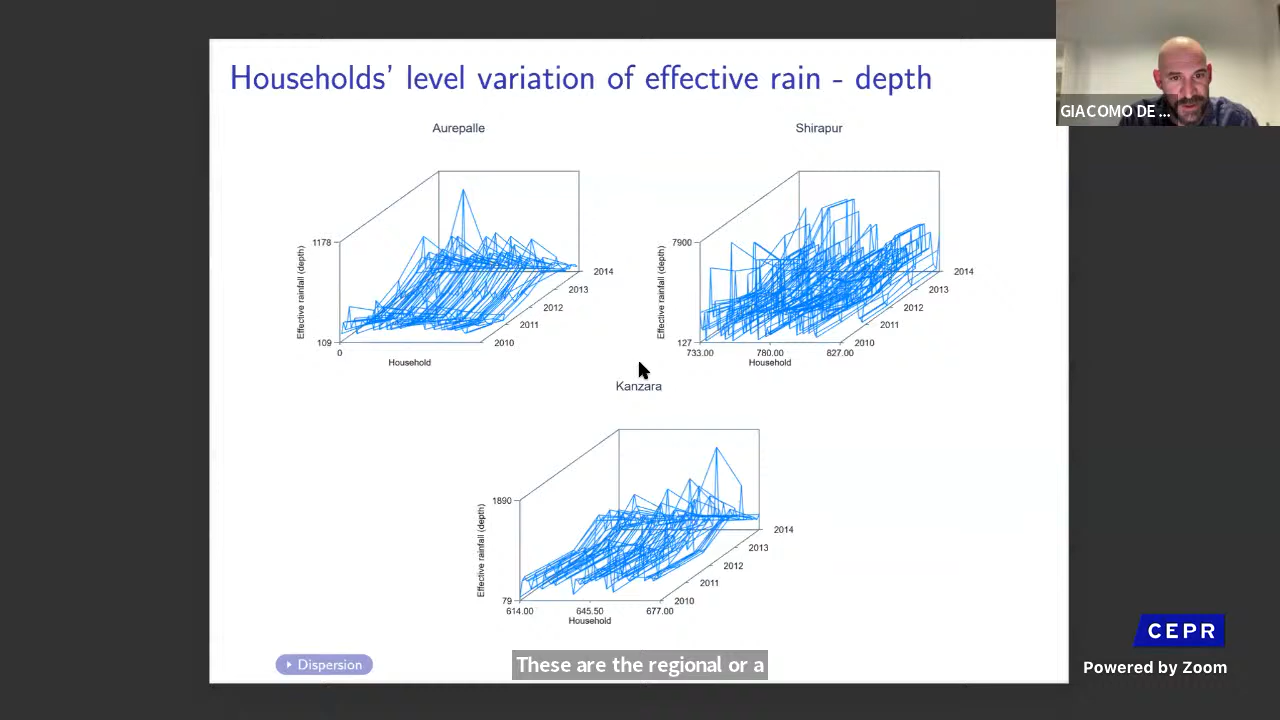 Households' level variation of effective rain - depth
GIACOMO DE ...
Aurepalle
1178
109
Effective rainfall (depth)
0
Household
2010
2011
2012
2013
2014
Shirapur
7900
127
Effective rainfall (depth)
733.00
780.00
827.00
Household
2010
2011
2012
2013
2014
Kanzara
1890
79
Effective rainfall (depth)
614.00
645.50
677.00
Household
2010
2011
2012
2013
2014
Dispersion
These are the regional or a
CEPR
Powered by Zoom